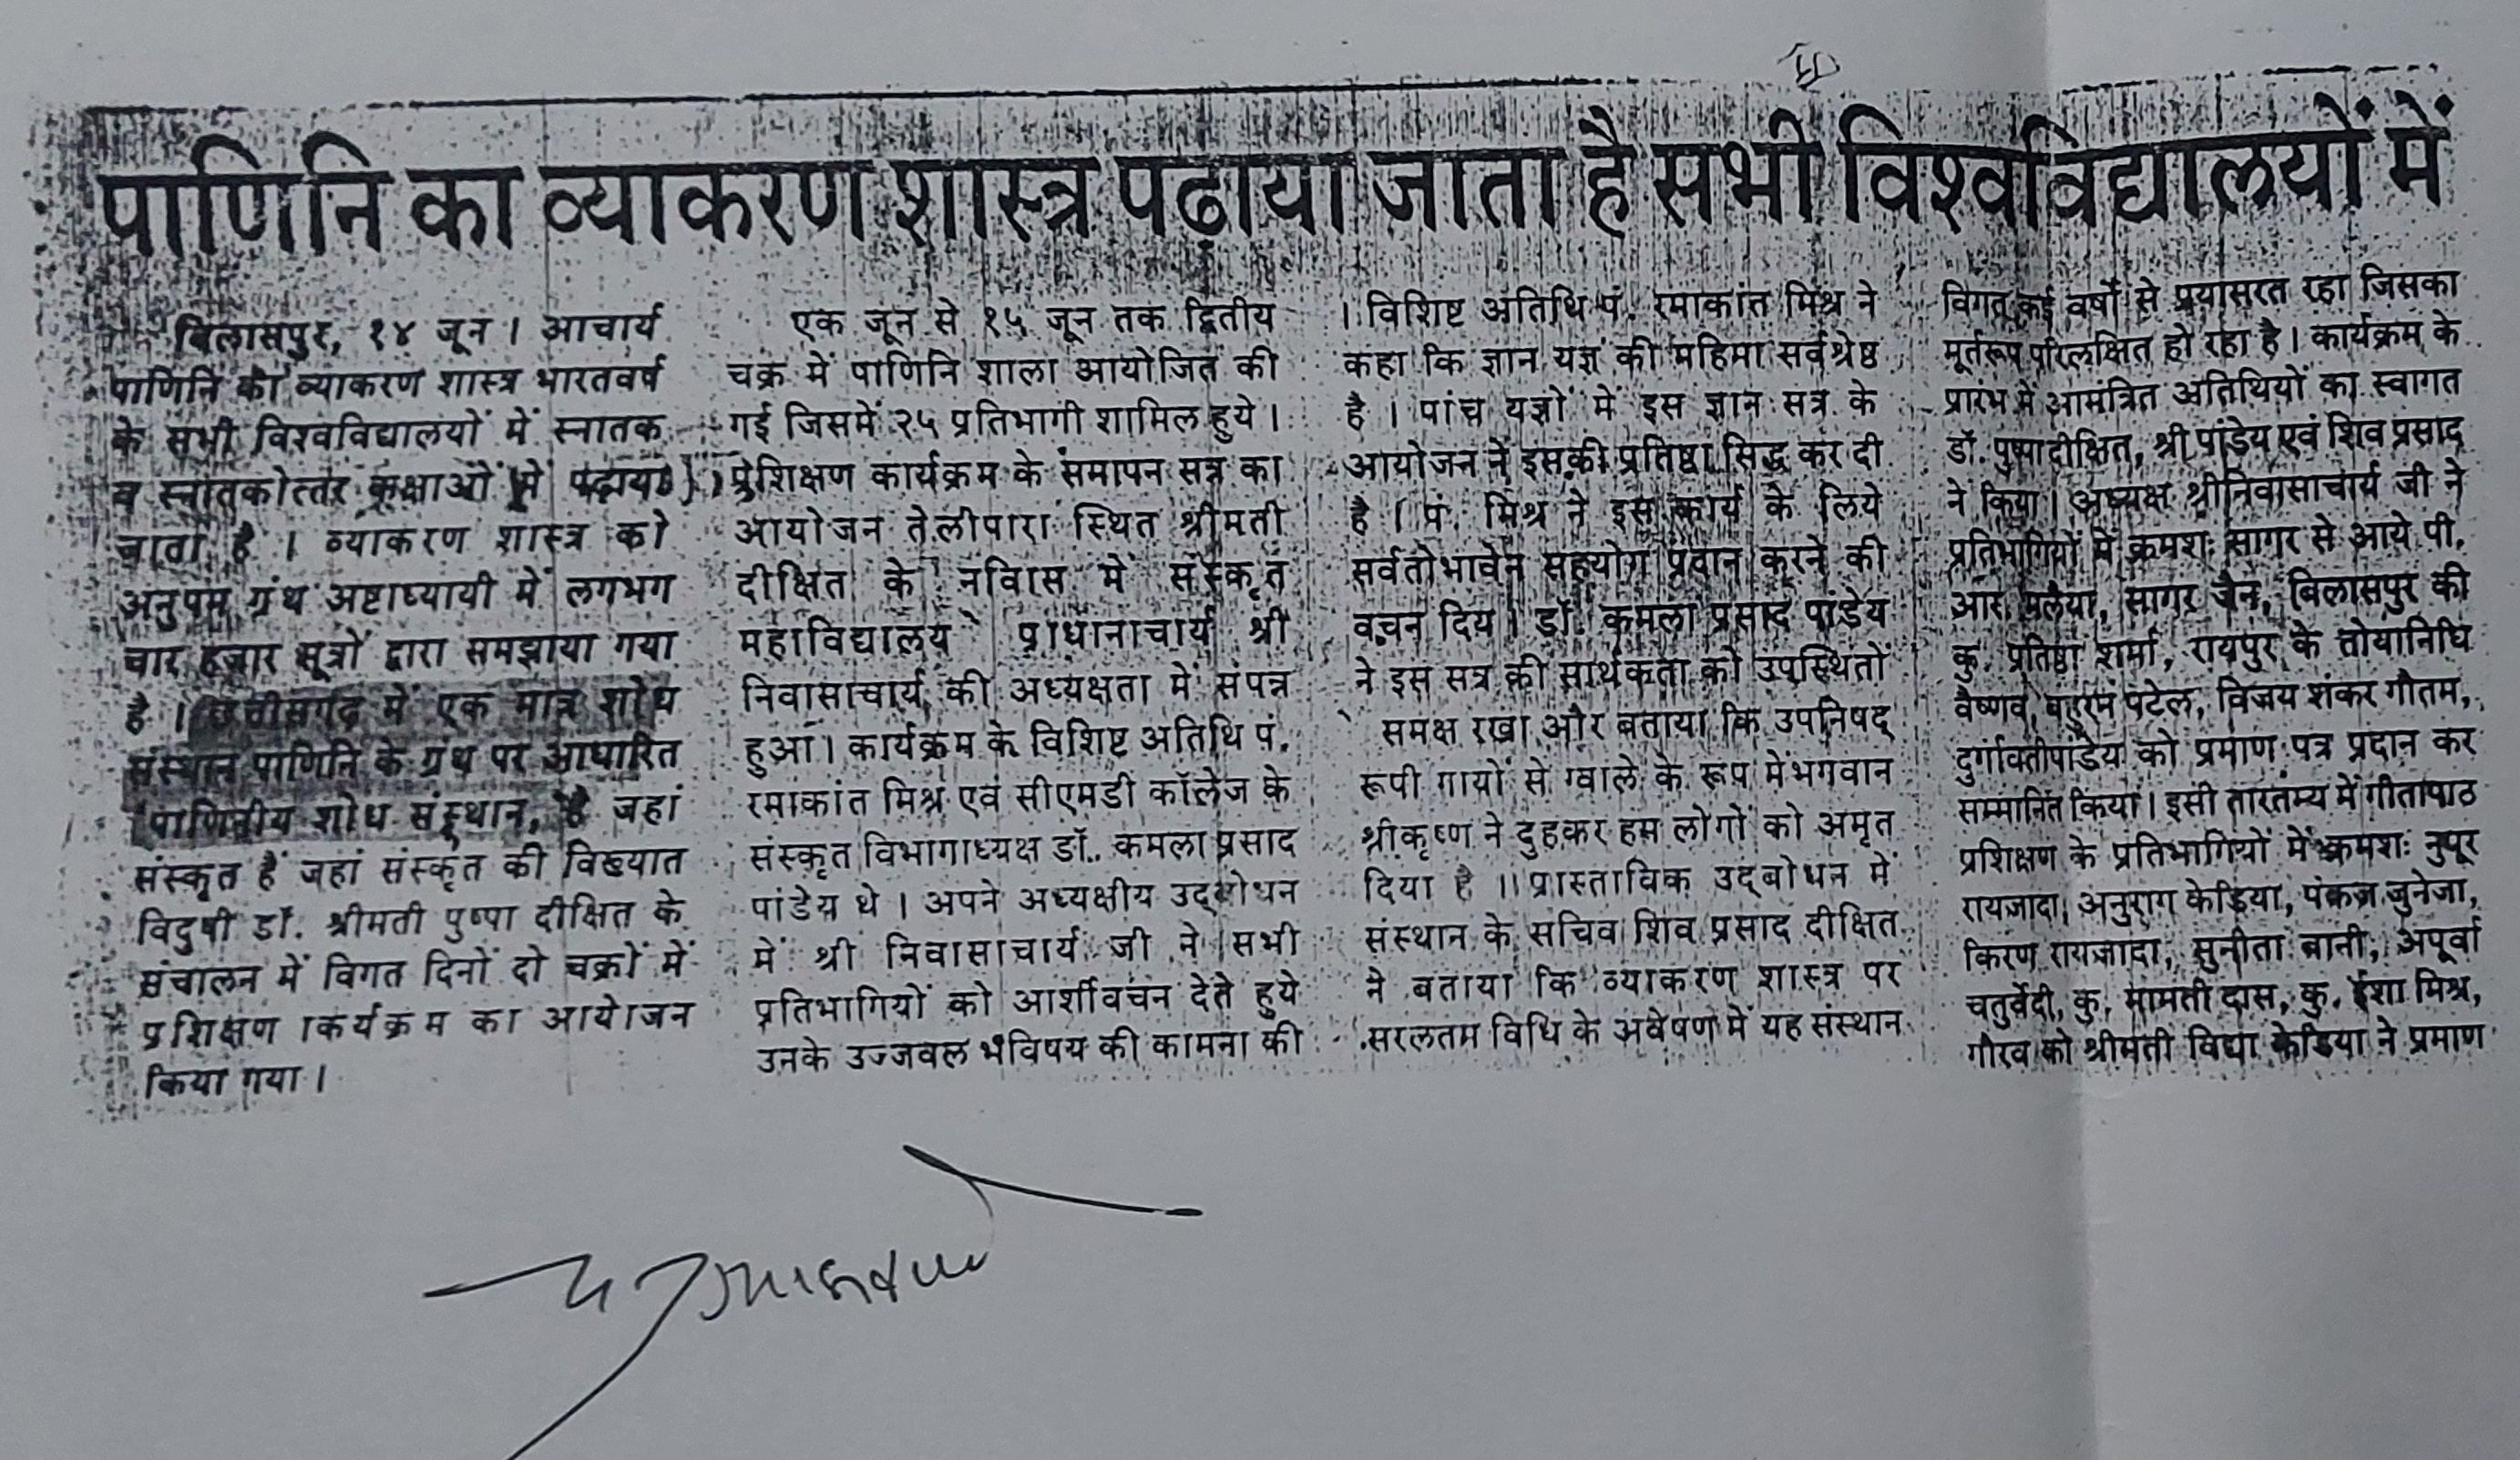 पाणिनि का व्याकरण शास्त्र पढाया जाता है सभी विश्वविद्यालयों में
बिलासपुर, १४ जून । आचार्य
पाणिनि का व्याकरण शास्त्र भारतवर्ष
के सभी विश्वविद्यालयों में स्नातक
व स्नातकोत्तर कक्षाओं में पढाया
जाता है । व्याकरण शास्त्र को
अनुपम ग्रंथ अष्टाध्यायी में लगभग
चार हजार सूत्रों द्वारा समझाया गया
है । छत्तीसगढ़ में एक मात्र शोध
संस्थान पाणिनि के ग्रंथ पर आधारित
पाणिनीय शोध संस्थान, है जहां
संस्कृत हैं जहां संस्कृत की विख्यात
विदुषी डॉ. श्रीमती पुष्पा दीक्षित के
संचालन में विगत दिनों दो चक्रों में
प्रशिक्षण ।कर्यक्रम का आयेाजन
किया गया ।
एक जून से १५ जून तक द्वितीय
चक्र में पाणिनि शाला आयोजित की
गई जिसमें २५ प्रतिभागी शामिल हुये ।
प्रशिक्षण कार्यक्रम के समापन सत्र का
आयोजन तेलीपारा स्थित श्रीमती
दीक्षित के नविास में संस्कृत
महाविद्यालय प्राधानाचार्य श्री
निवासाचार्य की अध्यक्षता में संपन्न
हुआ । कार्यक्रम के विशिष्ट अतिथि पं.
रमाकांत मिश्र एवं सीएमडी कॉलेज के
संस्कृत विभागाध्यक्ष डॉ. कमला प्रसाद
पांडेय थे । अपने अध्यक्षीय उद्बोधन
में श्री निवासाचार्य जी ने सभी
प्रतिभागियों को आर्शीवचन देते हुये
उनके उज्जवल भविषय की कामना की
। विशिष्ट अतिथि पं. रमाकांत मिश्र ने
कहा कि ज्ञान यज्ञ की महिमा सर्वश्रेष्ठ
है । पांच यज्ञों में इस ज्ञान सत्र के
आयोजन ने इसकी प्रतिष्ठा सिद्ध कर दी
है । पं. मिश्र ने इस कार्य के लिये
सर्वतोभावेन सहयोग प्रदान करने की
वचन दिय । डॉ. कमला प्रसाद पांडेय
ने इस सत्र की सार्थकता को उपस्थितों
समक्ष रखा और बताया कि उपनिषद्
रूपी गायों से ग्वाले के रूप में भगवान
श्रीकृष्ण ने दुहकर हम लोगों को अमृत
दिया है ।। प्रास्ताविक उद्बोधन में
संस्थान के सचिव शिव प्रसाद दीक्षित
ने बताया कि व्याकरण शास्त्र पर
सरलतम विधि के अवेषण में यह संस्थान
विगत् कई वर्षों से प्रयासरत रहा जिसका
मूर्तरूप परिलक्षित हो रहा है । कार्यक्रम के
प्रारंभ में आमंत्रित अतिथियों का स्वागत
डॉ. पुष्पा दीक्षित, श्री पांडेय एवं शिव प्रसाद
ने किया । अध्यक्ष श्रीनिवासाचार्य जी ने
प्रतिभागियों में क्रमशः सागर से आये पी.
आर. मलैया, सागर जैन, बिलासपुर की
कु. प्रतिष्ठा शर्मा, रायपुर के तोयानिधि
वैष्णव, पटेल, विजय शंकर गौतम,
दुर्गावतीपांडेय को प्रमाण पत्र प्रदान कर
सम्मानित किया । इसी तारतम्य में गीतापाठ
प्रशिक्षण के प्रतिभागियों में क्रमशः नुपूर
रायजादा, अनुराग केडिया, पंकज जुनेजा,
किरण रायजादा, सुनीता बानी, अपूर्वा
चतुर्वेदी, कु. मामती दास, कु. ईशा मिश्र,
गौरव को श्रीमती विद्या केडिया ने प्रमाण